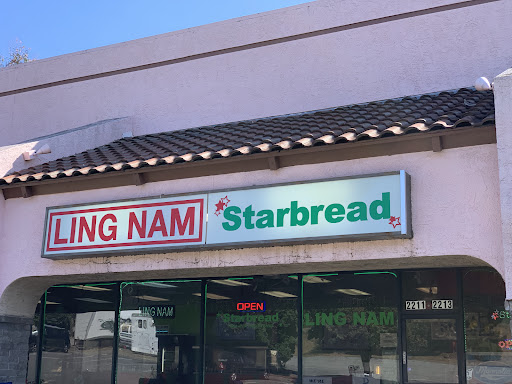 LING NAM
Starbread
OPEN
LING NAM
Starbread
LING NAM
2211
2213